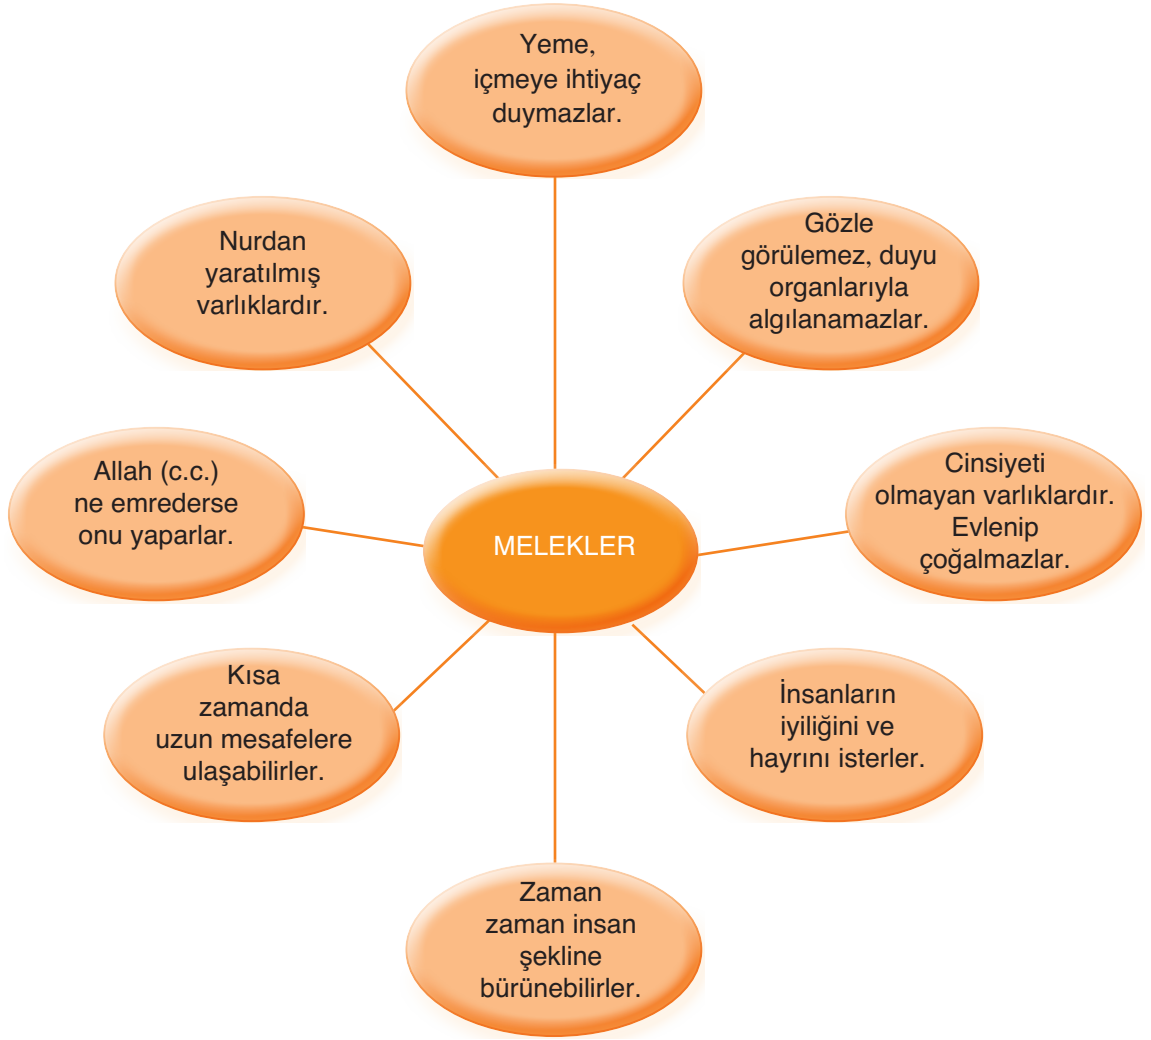 Yeme,
içmeye ihtiyaç
duymazlar.
Nurdan
yaratılmış
varlıklardır.
Gözle
görülemez, duyu
organlarıyla
algılanamazlar.
Allah (c.c.)
ne emrederse
onu yaparlar.
MELEKLER
Cinsiyeti
olmayan varlıklardır.
Evlenip
çoğalmazlar.
Kısa
zamanda
uzun mesafelere
ulaşabilirler.
İnsanların
iyiliğini ve
hayrını isterler.
Zaman
zaman insan
şekline
bürünebilirler.